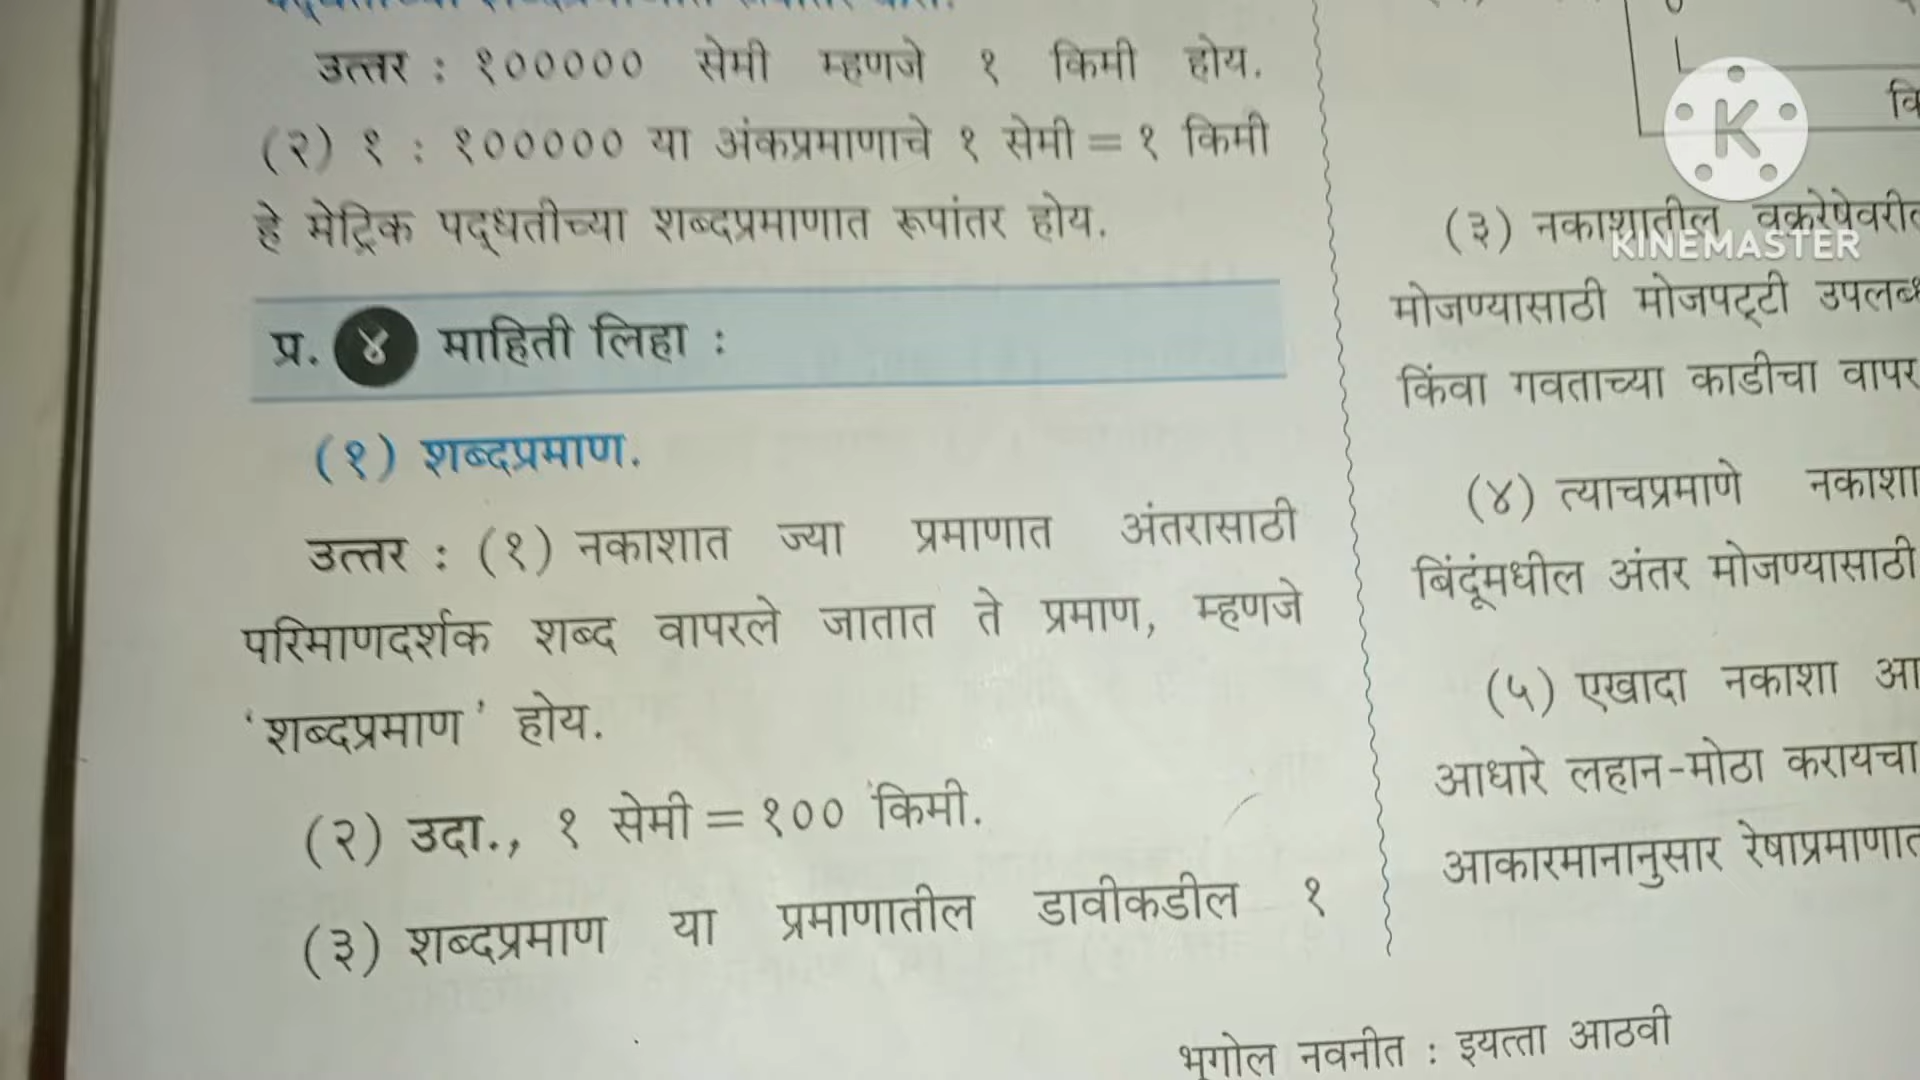 उत्तर : १००००० सेमी म्हणजे १ किमी होय.
(२) १ : १००००० या अंकप्रमाणाचे १ सेमी = १ किमी
हे मेट्रिक पद्धतीच्या शब्दप्रमाणात रूपांतर होय.
प्र. ४ माहिती लिहा :
(१) शब्दप्रमाण.
उत्तर : (१) नकाशात ज्या प्रमाणात अंतरासाठी
परिमाणदर्शक शब्द वापरले जातात ते प्रमाण, म्हणजे
'शब्दप्रमाण' होय.
(२) उदा., १ सेमी = १०० किमी.
(३) शब्दप्रमाण या प्रमाणातील डावीकडील १
(३) नकाशातील वक्ररेषेवरील
मोजण्यासाठी मोजपट्टी
किंवा गवताच्या काडीचा वापर
(४) त्याचप्रमाणे नकाशा
बिंदूंमधील अंतर मोजण्यासाठी
(५) एखादा नकाशा आ
आधारे लहान-मोठा करायचा
आकारमानानुसार रेषाप्रमाणात
भूगोल नवनीत : इयत्ता आठवी
K
KINEMASTER